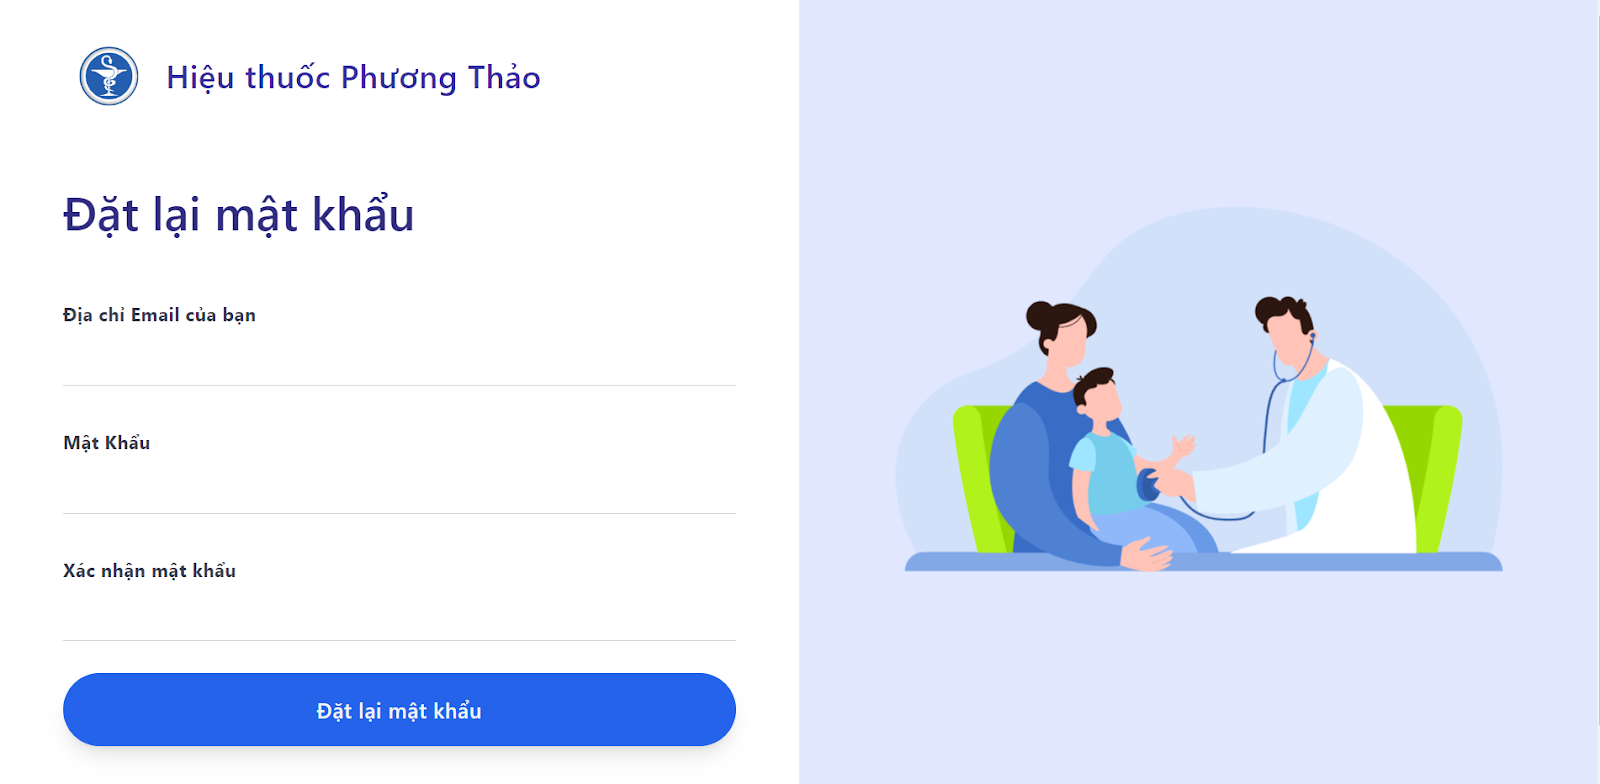 Hiệu thuốc Phương Thảo
Đặt lại mật khẩu
Địa chỉ Email của bạn
Mật Khẩu
Xác nhận mật khẩu
Đặt lại mật khẩu